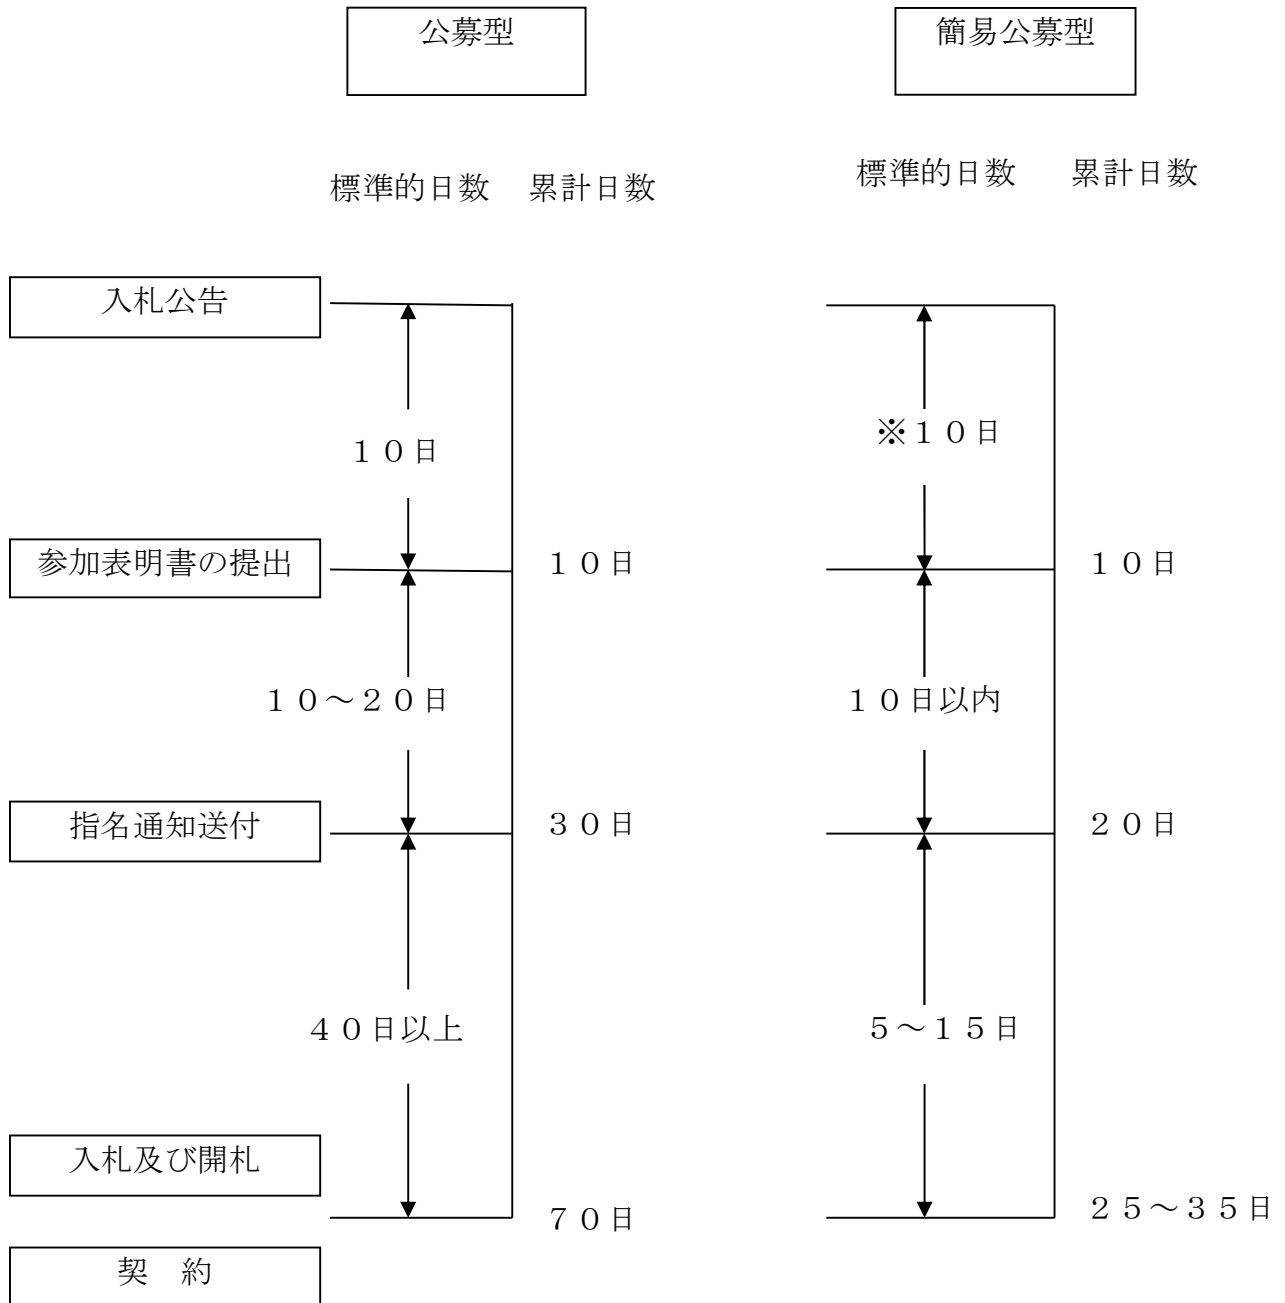 公募型　簡易公募型
標準的日数　累計日数　標準的日数　累計日数
入札公告
１０日　※１０日
参加表明書の提出　１０日　１０日
１０～２０日　１０日以内
指名通知送付　３０日　２０日
４０日以上　５～１５日
入札及び開札
７０日　２５～３５日
契　約